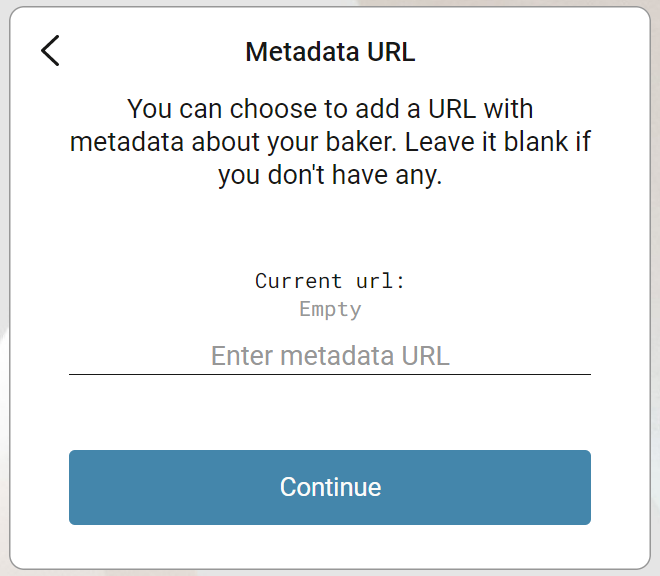 Metadata URL
You can choose to add a URL with
metadata about your baker. Leave it blank if
you don't have any.
Current url:
Empty
Enter metadata URL
Continue